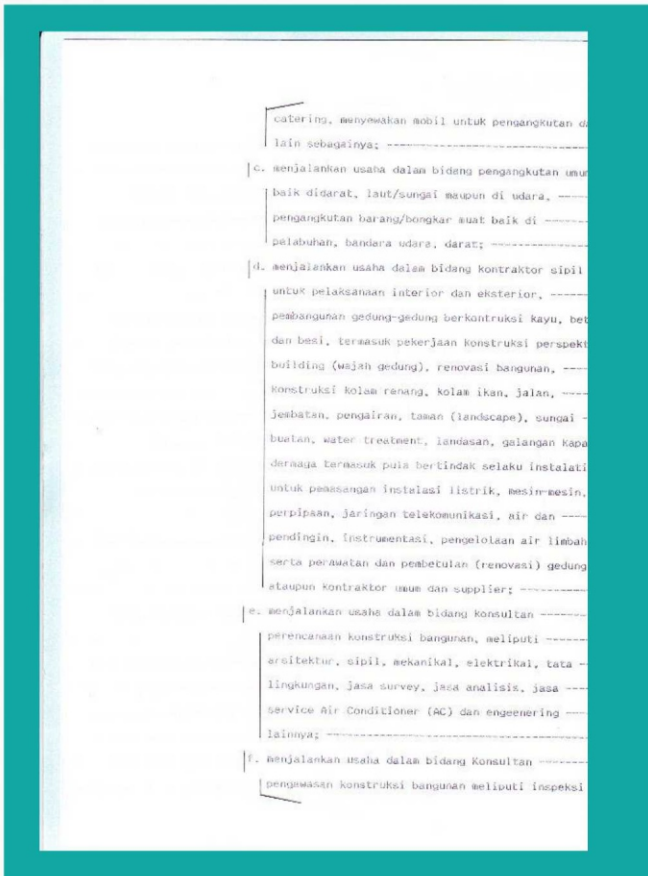 catering, menyewakan mobil untuk pengangkutan da
lain sebagainya; ----------------
c. menjalankan usaha dalam bidang pengangkutan umum
baik didarat, laut/sungai maupun di udara, -----
pengangkutan barang/bongkar muat baik di -----
pelabuhan, bandara udara, darat; ---------------
d. menjalankan usaha dalam bidang kontraktor sipil
untuk pelaksanaan interior dan eksterior, -----
pembangunan gedung-gedung berkontruksi kayu, bet
dan besi, termasuk pekerjaan konstruksi perspekt
building (wajah gedung), renovasi bangunan, ----
konstruksi kolam renang, kolam ikan, jalan, ----
jembatan, pengairan, taman (landscape), sungai -
buatan, water treatment, landasan, galangan kapa
dermaga termasuk pula bertindak selaku instalati
untuk pemasangan instalasi listrik, mesin-mesin,
perpipaan, jaringan telekomunikasi, air dan ----
pendingin, instrumentasi, pengelolaan air limbah
serta perawatan dan pembetulan (renovasi) gedung
ataupun kontraktor umum dan supplier; ----------
e. menjalankan usaha dalam bidang konsultan -------
perencanaan konstruksi bangunan, meliputi ------
arsitektur, sipil, mekanikal, elektrikal, tata -
lingkungan, jasa survey, jasa analisis, jasa ---
service Air Conditioner (AC) dan engeenering ---
lainnya; ---------------------------------------
f. menjalankan usaha dalam bidang Konsultan -------
pengawasan konstruksi bangunan meliputi inspeksi